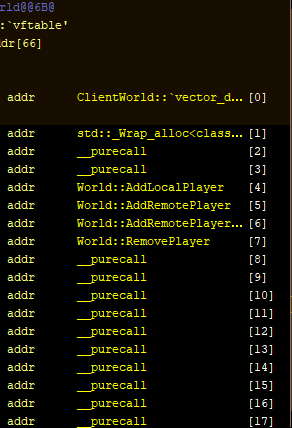 rld@@6B@
::`vftable'
ddr[66]
addr ClientWorld::`vector_d... [0]
addr std::_Wrap_alloc<class... [1]
addr __purecall [2]
addr __purecall [3]
addr World::AddLocalPlayer [4]
addr World::AddRemotePlayer [5]
addr World::AddRemotePlayer... [6]
addr World::RemovePlayer [7]
addr __purecall [8]
addr __purecall [9]
addr __purecall [10]
addr __purecall [11]
addr __purecall [12]
addr __purecall [13]
addr __purecall [14]
addr __purecall [15]
addr __purecall [16]
addr __purecall [17]